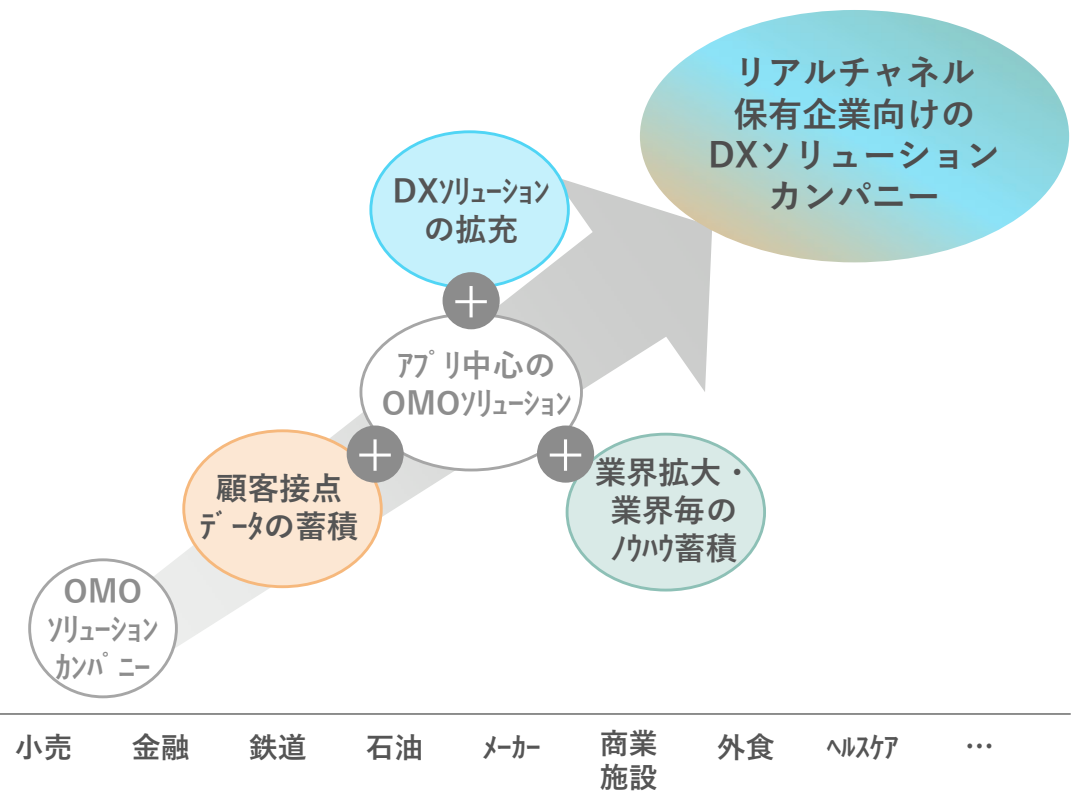 リアルチャネル
保有企業向けの
DXソリューション
カンパニー
DXｿﾘｭｰｼｮﾝ
の拡充
＋
ｱﾌﾟﾘ中心の
OMOｿﾘｭｰｼｮﾝ
＋
＋
顧客接点
ﾃﾞｰﾀの蓄積
業界拡大・
業界毎の
ﾉｳﾊｳ蓄積
OMO
ｿﾘｭｰｼｮﾝ
ｶﾝﾊﾟﾆｰ
小売 金融 鉄道 石油 ﾒｰｶｰ 商業 外食 ﾍﾙｽｹｱ …
施設